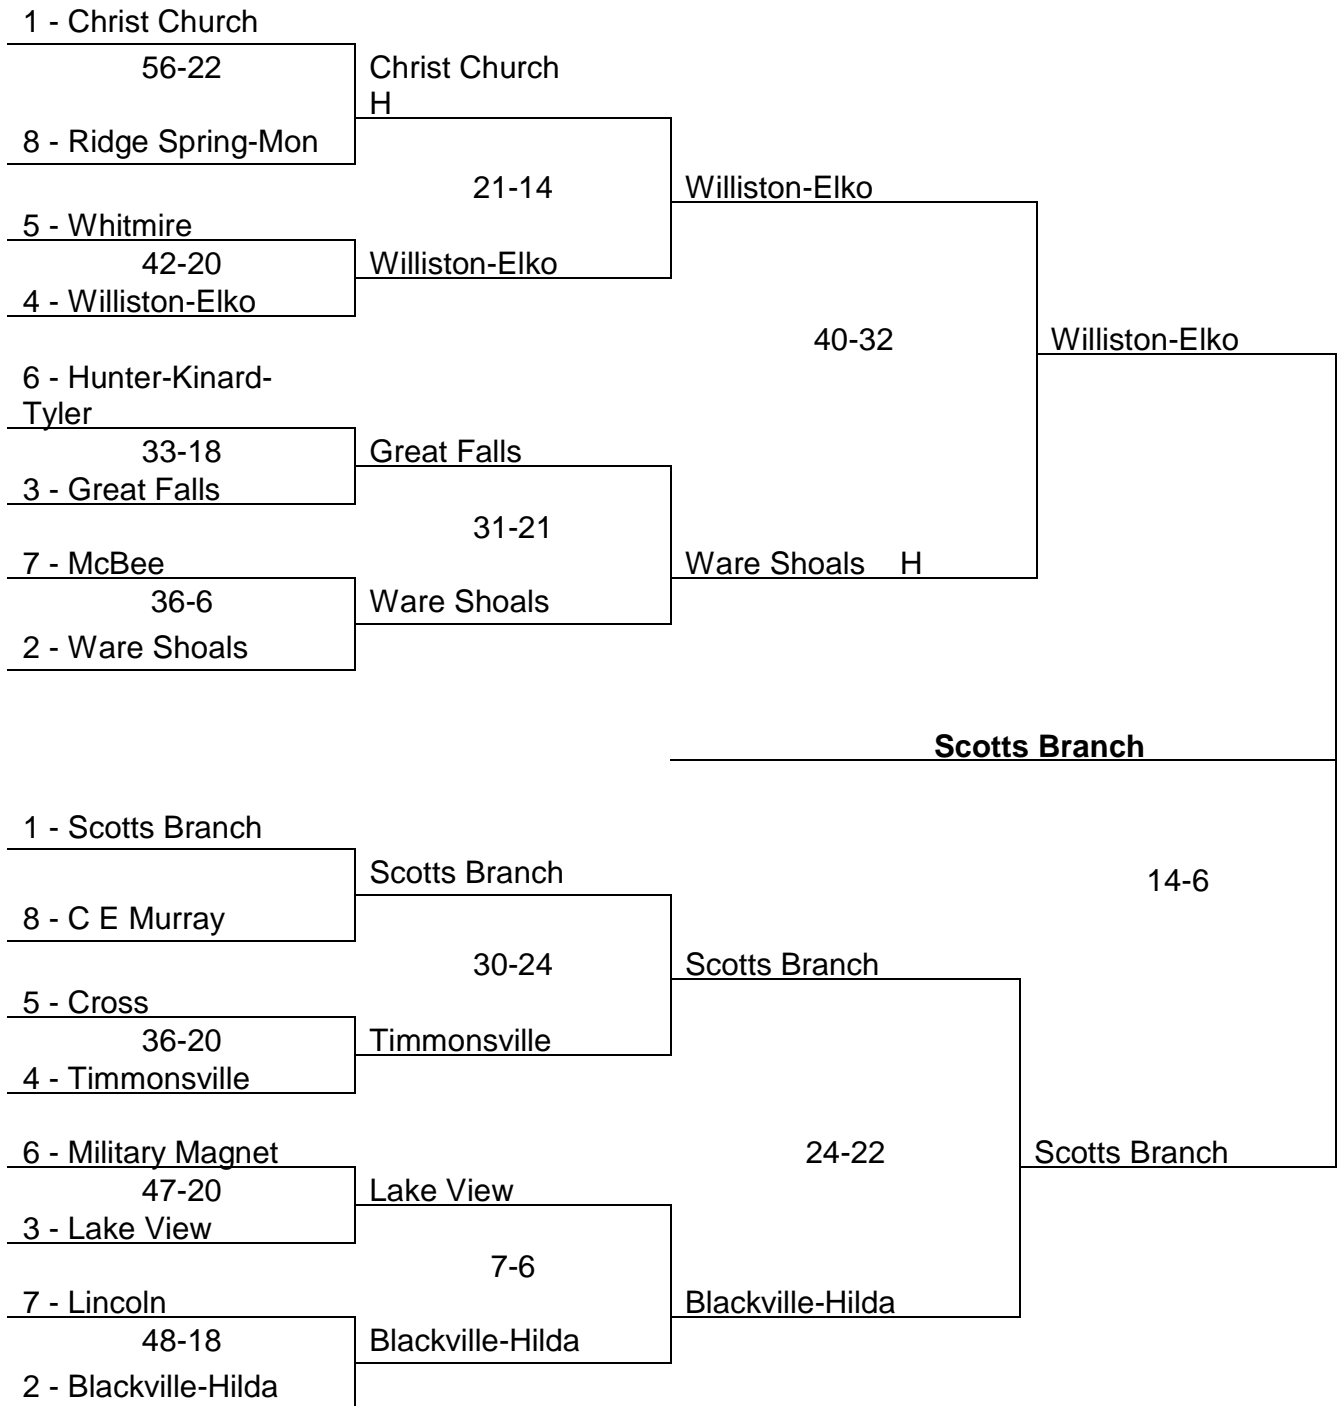 1 - Christ Church
56-22
Christ Church
H
8 - Ridge Spring-Mon
21-14
Williston-Elko
5 - Whitmire
42-20
Williston-Elko
4 - Williston-Elko
40-32
Williston-Elko
6 - Hunter-Kinard-
Tyler
33-18
Great Falls
3 - Great Falls
31-21
7 - McBee
Ware Shoals H
36-6
Ware Shoals
2 - Ware Shoals
Scotts Branch
1 - Scotts Branch
Scotts Branch
14-6
8 - C E Murray
30-24
Scotts Branch
5 - Cross
36-20
Timmonsville
4 - Timmonsville
6 - Military Magnet
24-22
Scotts Branch
47-20
Lake View
3 - Lake View
7-6
7 - Lincoln
Blackville-Hilda
48-18
Blackville-Hilda
2 - Blackville-Hilda